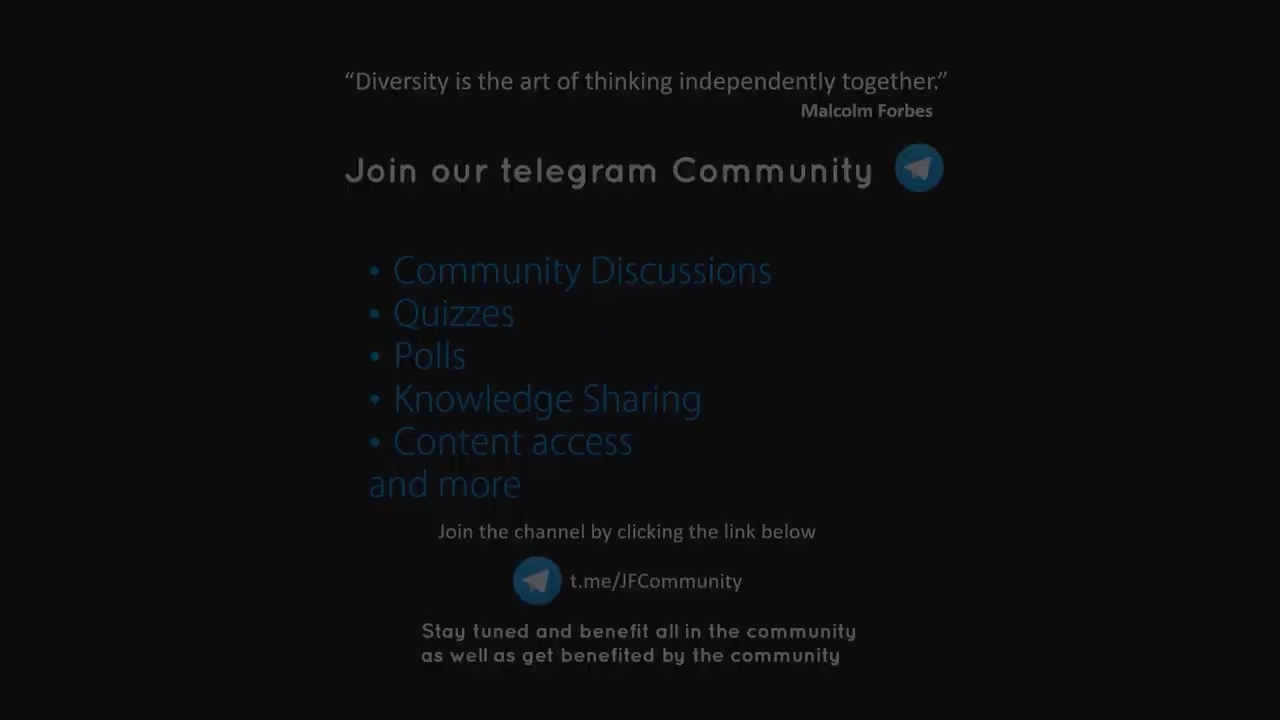 “Diversity is the art of thinking independently together.”
Malcolm Forbes
Join our telegram Community
• Community Discussions
• Quizzes
• Polls
• Knowledge Sharing
• Content access
and more
Join the channel by clicking the link below
t.me/JFCommunity
Stay tuned and benefit all in the community
as well as get benefited by the community